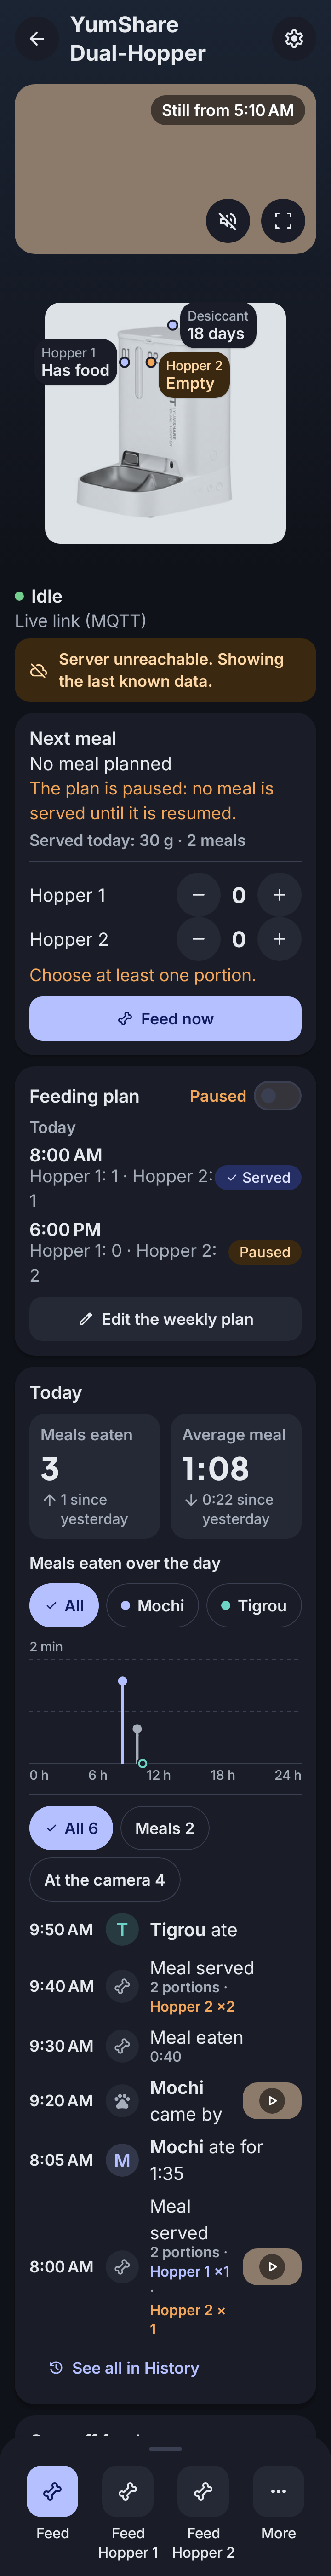 YumShare
Dual-Hopper
Still from 5:10 AM
Desiccant
18 days
Hopper 1
Has food
Hopper 2
Empty
Idle
Live link (MQTT)
Server unreachable. Showing
the last known data.
Next meal
No meal planned
The plan is paused: no meal is
served until it is resumed.
Served today: 30 g · 2 meals
Hopper 1
0
Hopper 2
0
Choose at least one portion.
Feed now
Feeding plan
Paused
Today
8:00 AM
Hopper 1: 1 · Hopper 2:
1
Served
6:00 PM
Hopper 1: 0 · Hopper 2:
2
Paused
Edit the weekly plan
Today
Meals eaten
3
1 since
yesterday
Average meal
1:08
0:22 since
yesterday
Meals eaten over the day
All
Mochi
Tigrou
2 min
0 h 6 h 12 h 18 h 24 h
All 6
Meals 2
At the camera 4
9:50 AM T Tigrou ate
9:40 AM Meal served
2 portions ·
Hopper 2 ×2
9:30 AM Meal eaten
0:40
9:20 AM Mochi
came by
8:05 AM M Mochi ate for
1:35
8:00 AM Meal
served
2 portions ·
Hopper 1 ×1
·
Hopper 2 ×
1
See all in History
Feed
Feed
Hopper 1
Feed
Hopper 2
More